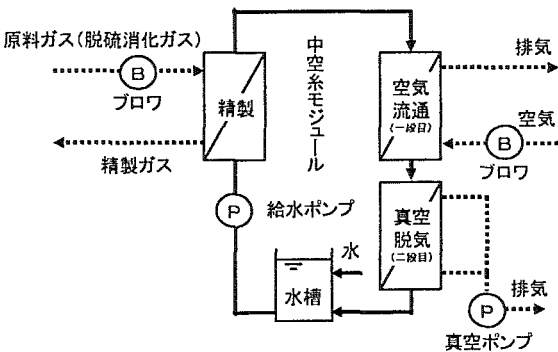 原料ガス(脱硫消化ガス)
B
ブロワ
精製ガス
精製
中空糸モジュール
空気
流通
(一段目)
排気
空気
B
ブロワ
P
給水ポンプ
真空
脱気
(二段目)
水
水槽
排気
P
真空ポンプ